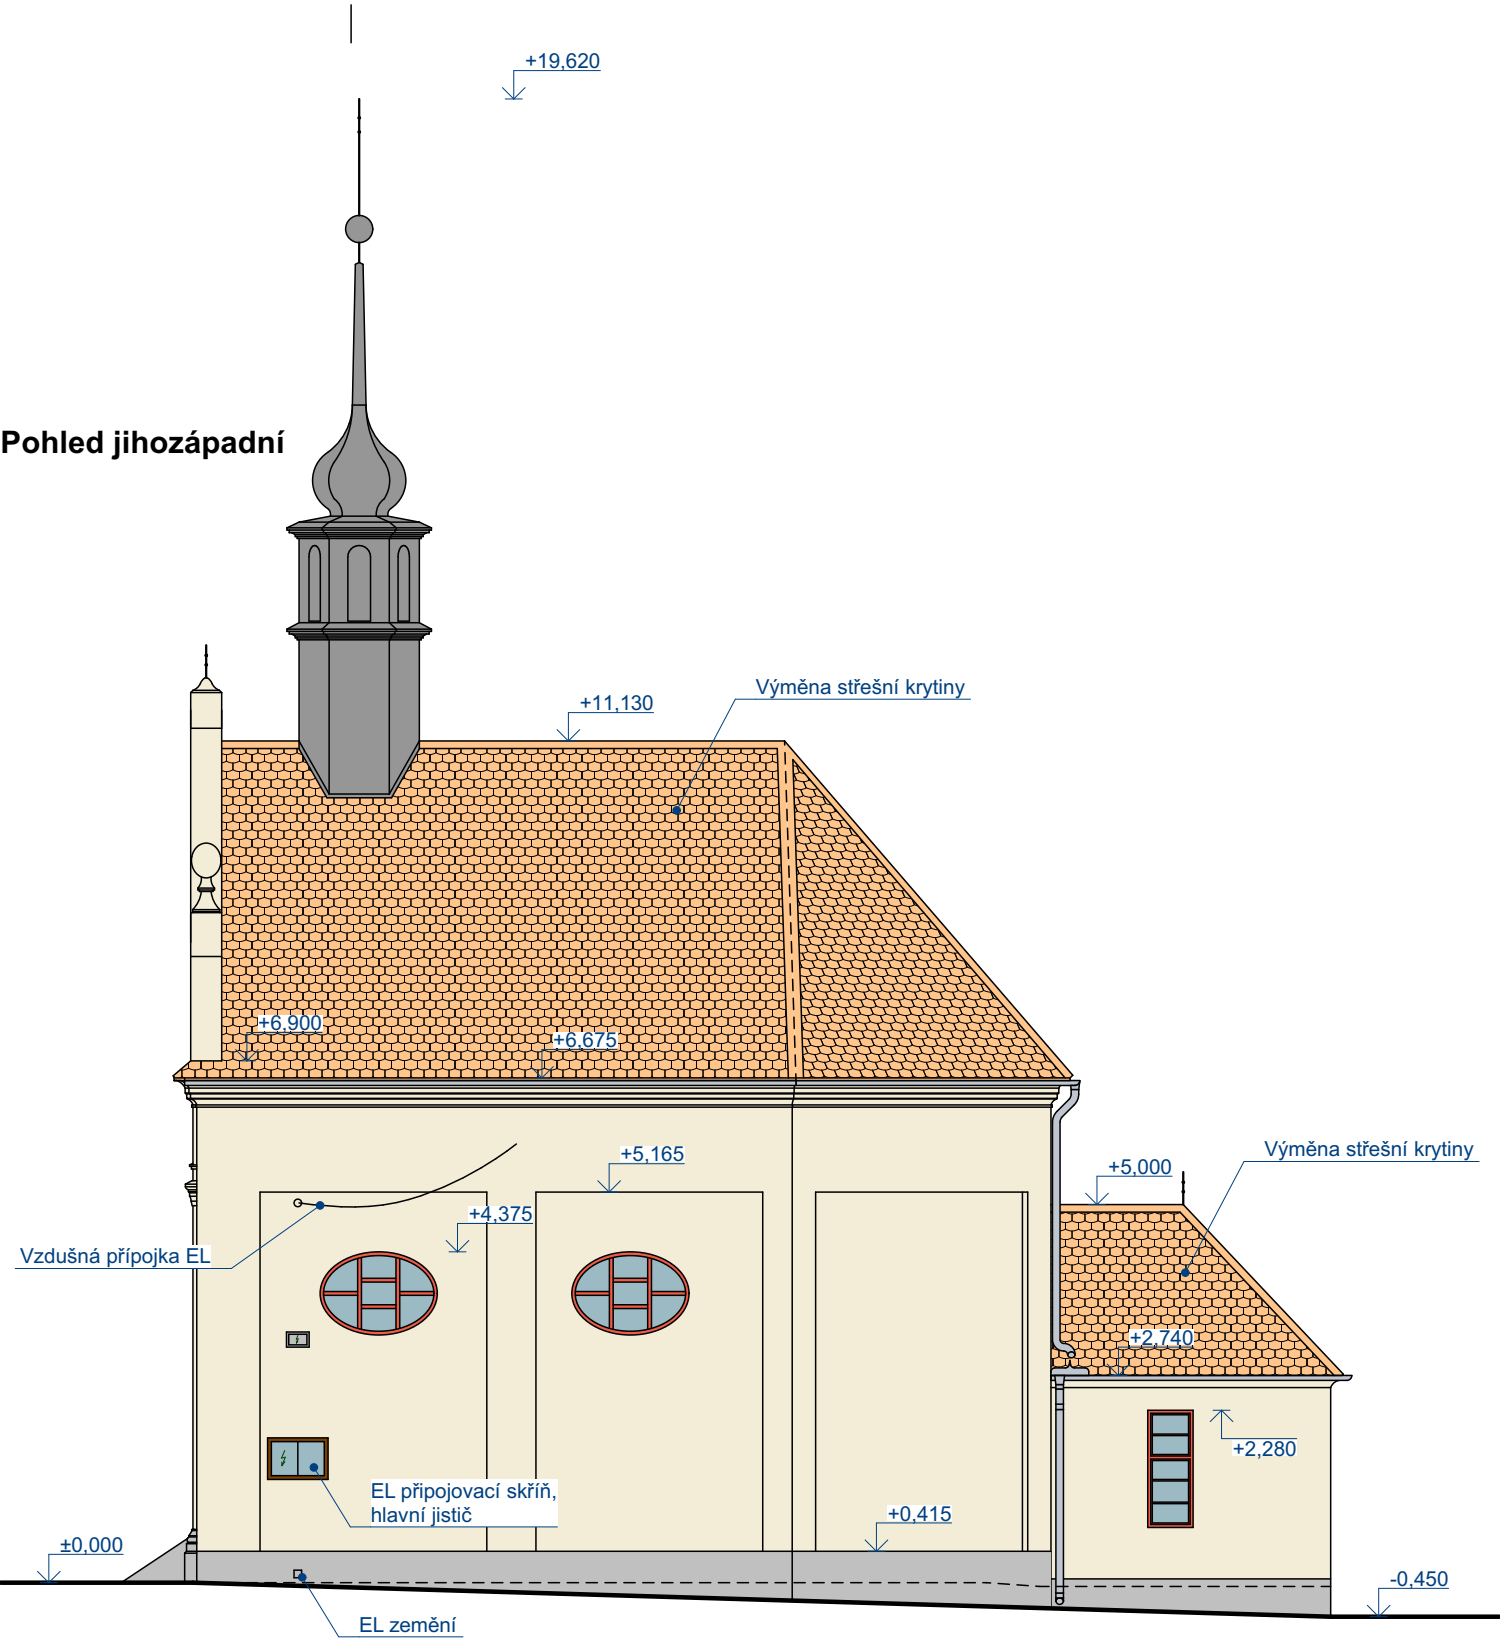 +19,620
Pohled jihozápadní
Výměna střešní krytiny
+11,130
+6,900
+6,675
+5,165
Výměna střešní krytiny
+5,000
+4,375
Vzdušná přípojka EL
+2,740
+2,280
EL připojovací skříň,
hlavní jistič
+0,415
±0,000
-0,450
EL zemění